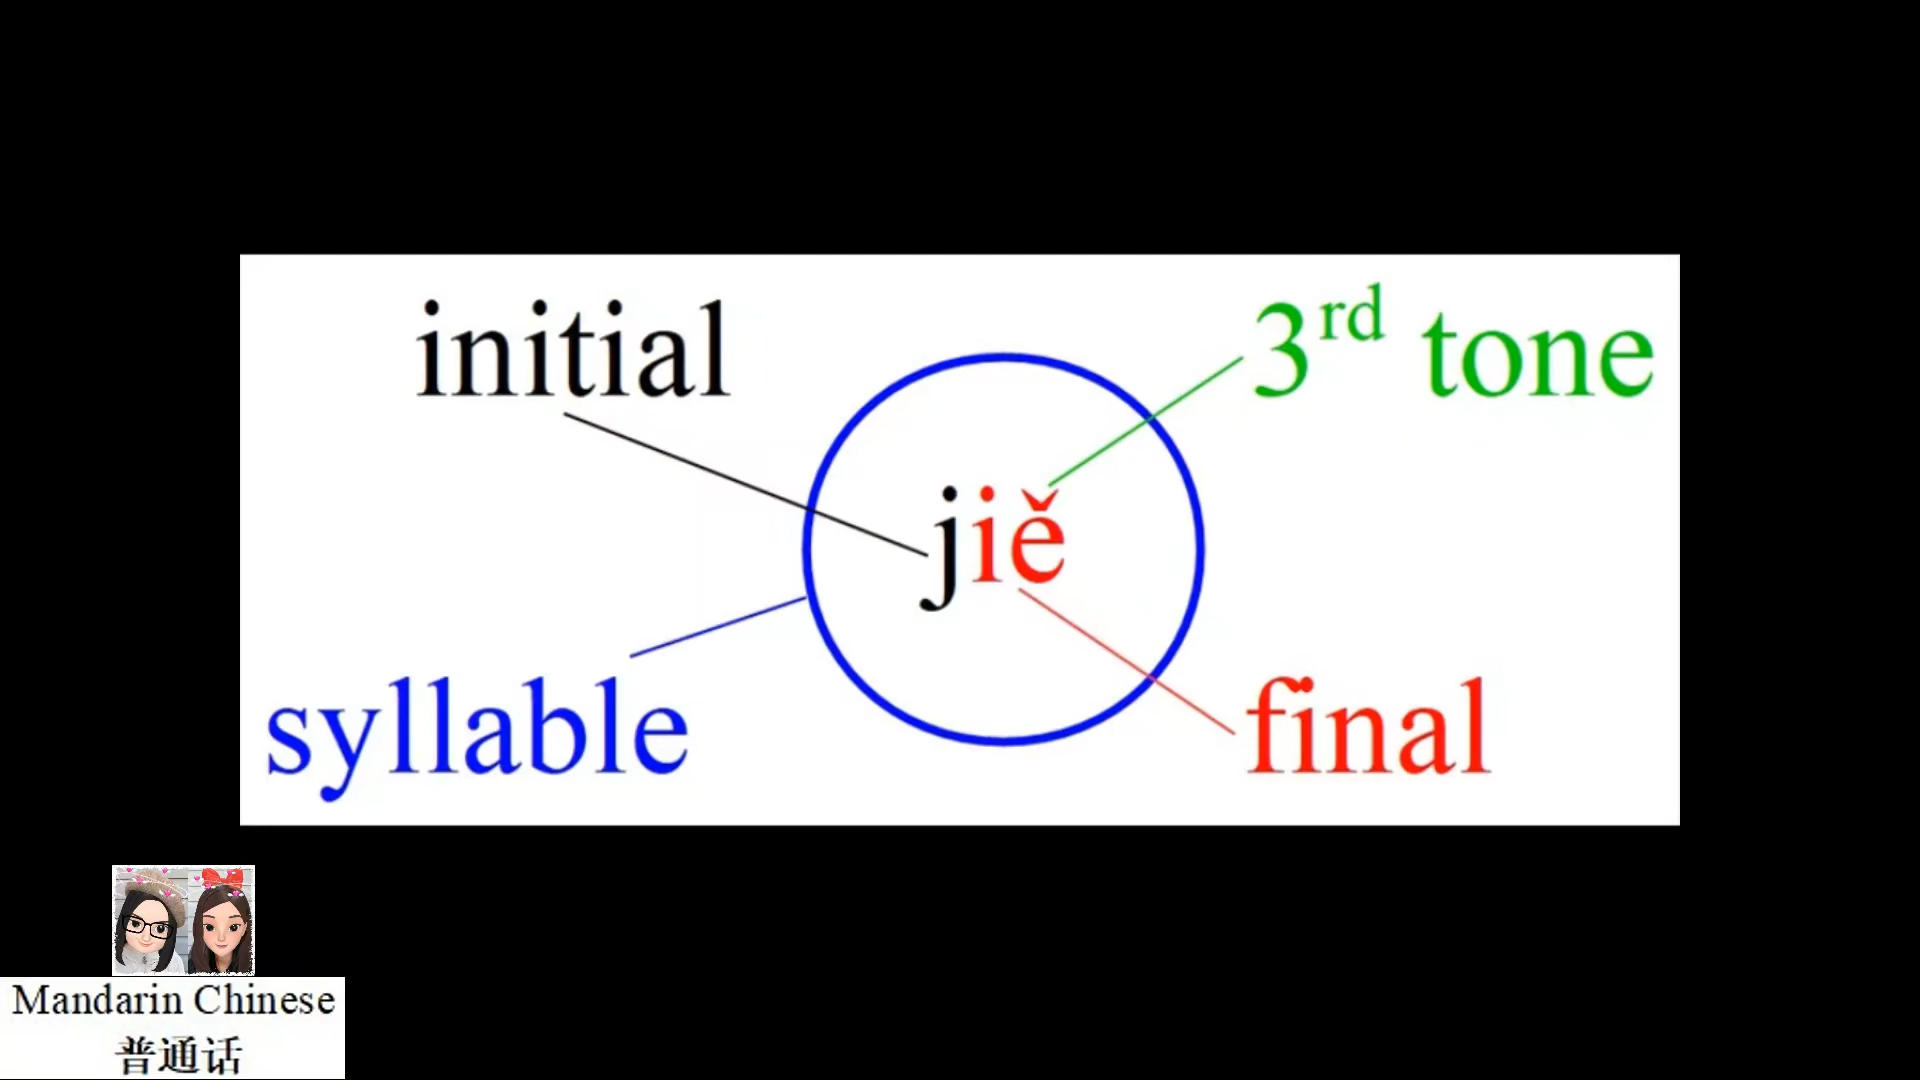 initial
3rd tone
jiě
syllable
final
Mandarin Chinese
普通话